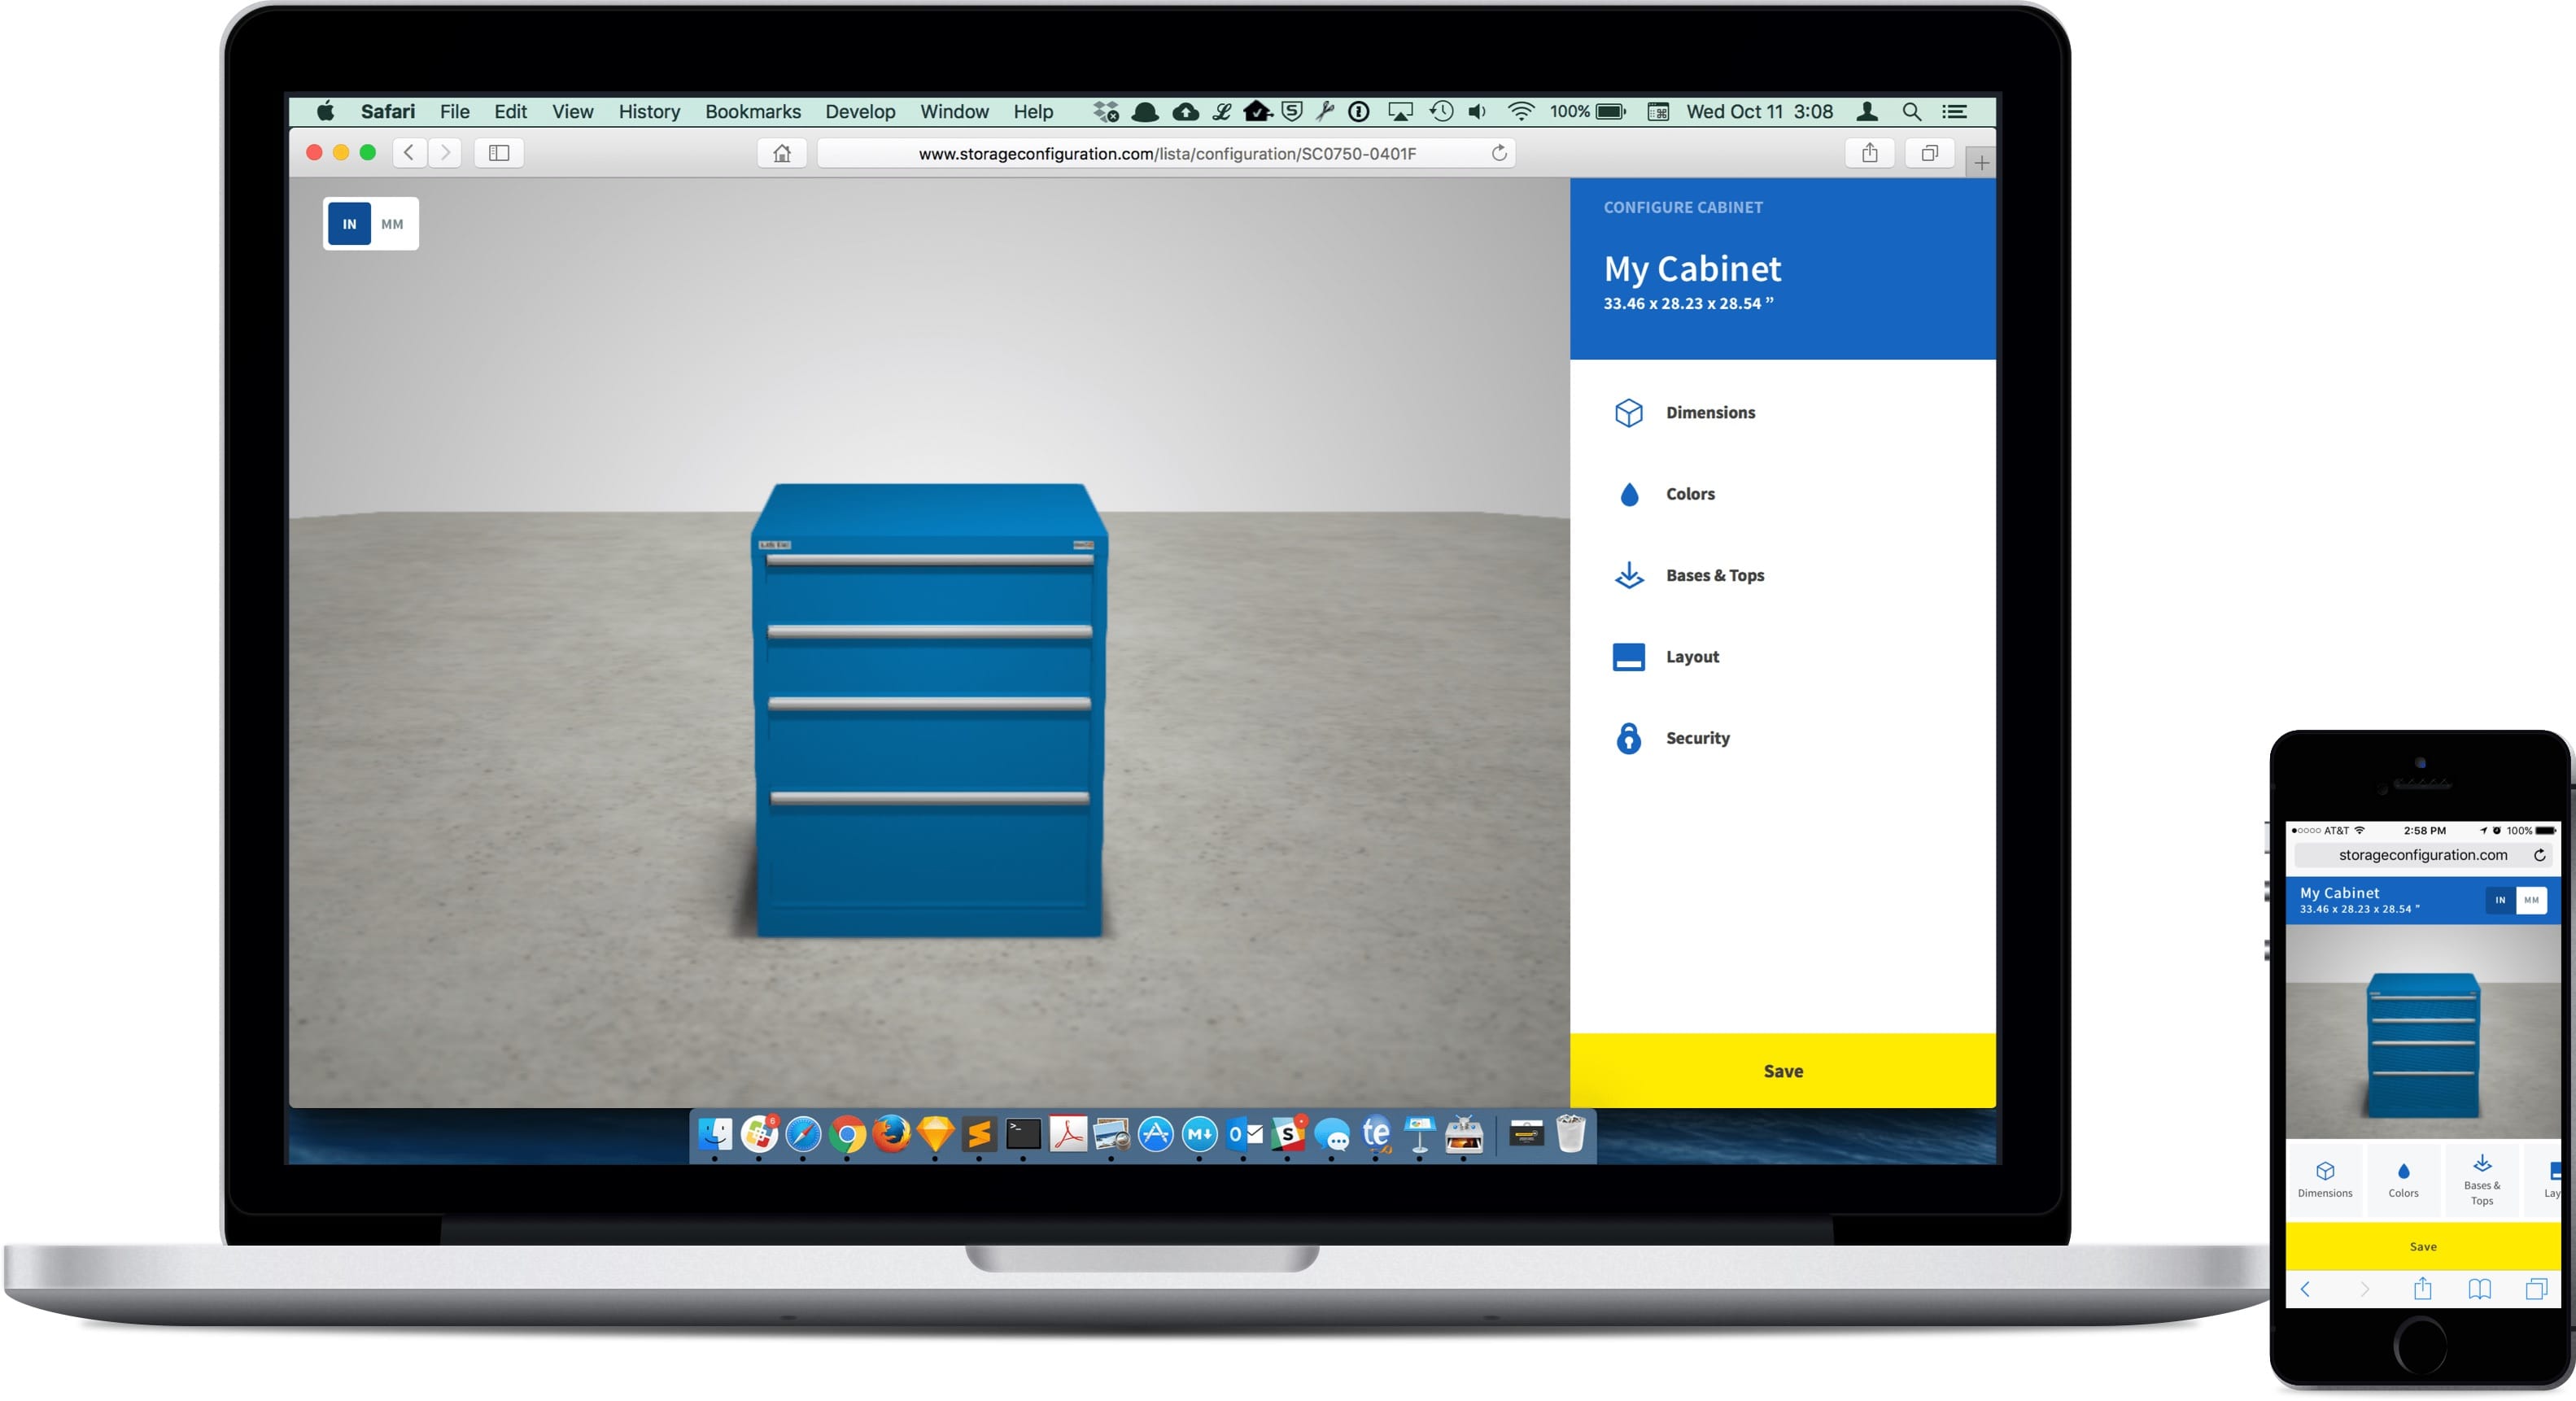 Safari File Edit View History Bookmarks Develop Window Help 100% Wed Oct 11 3:08
www.storageconfiguration.com/lista/configuration/SC0750-0401F
IN MM
CONFIGURE CABINET
My Cabinet
33.46 x 28.23 x 28.54 ”
Dimensions
Colors
Bases & Tops
Layout
Security
Save
AT&T 2:58 PM 100%
storageconfiguration.com
My Cabinet
33.46 x 28.23 x 28.54 ”
IN MM
Dimensions
Colors
Bases &
Tops
Lay
Save